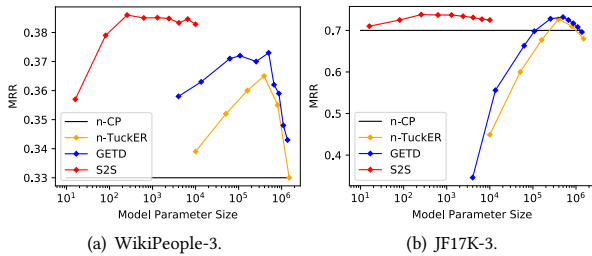 0.38
0.37
0.36
0.35
0.34
0.33
MRR
n-CP
n-TuckER
GETD
S2S
10¹ 10² 10³ 10⁴ 10⁵ 10⁶
Model Parameter Size
(a) WikiPeople-3.
0.7
0.6
0.5
0.4
MRR
n-CP
n-TuckER
GETD
S2S
10¹ 10² 10³ 10⁴ 10⁵ 10⁶
Model Parameter Size
(b) JF17K-3.